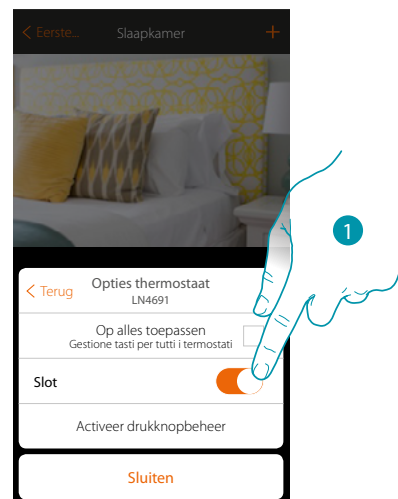 < Eerste... Slaapkamer +
1
< Terug Opties thermostaat
LN4691
Op alles toepassen
Gestione tasti per tutti i termostati
Slot
Activeer drukknopbeheer
Sluiten